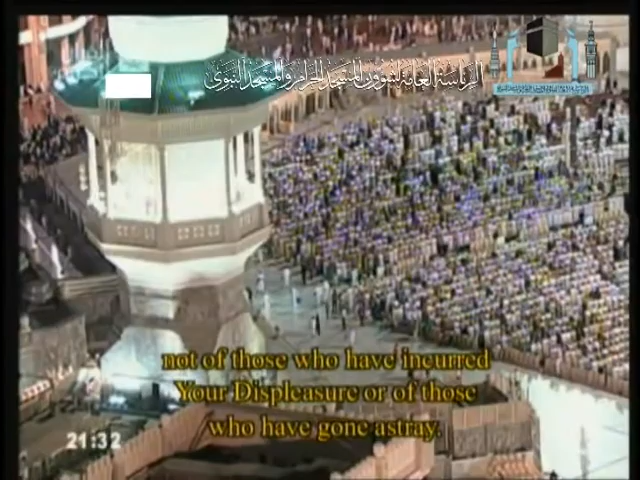 الرئاسة العامة لشؤون المسجد الحرام والمسجد النبوي
not of those who have incurred
Your Displeasure or of those
who have gone astray.
21:32